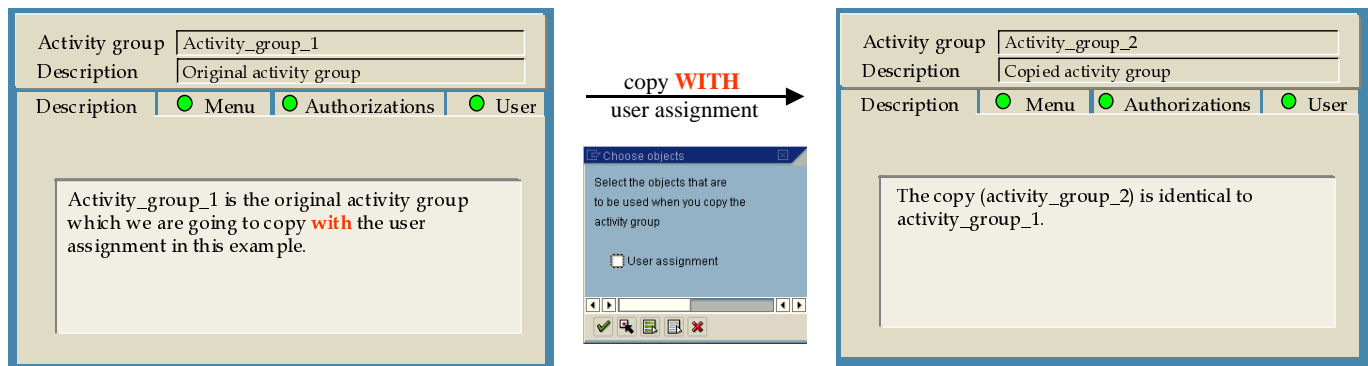 Activity group Activity_group_1
Description Original activity group
Description Menu Authorizations User
Activity_group_1 is the original activity group
which we are going to copy with the user
assignment in this example.
copy WITH
user assignment
Choose objects
Select the objects that are
to be used when you copy the
activity group
User assignment
Activity group Activity_group_2
Description Copied activity group
Description Menu Authorizations User
The copy (activity_group_2) is identical to
activity_group_1.